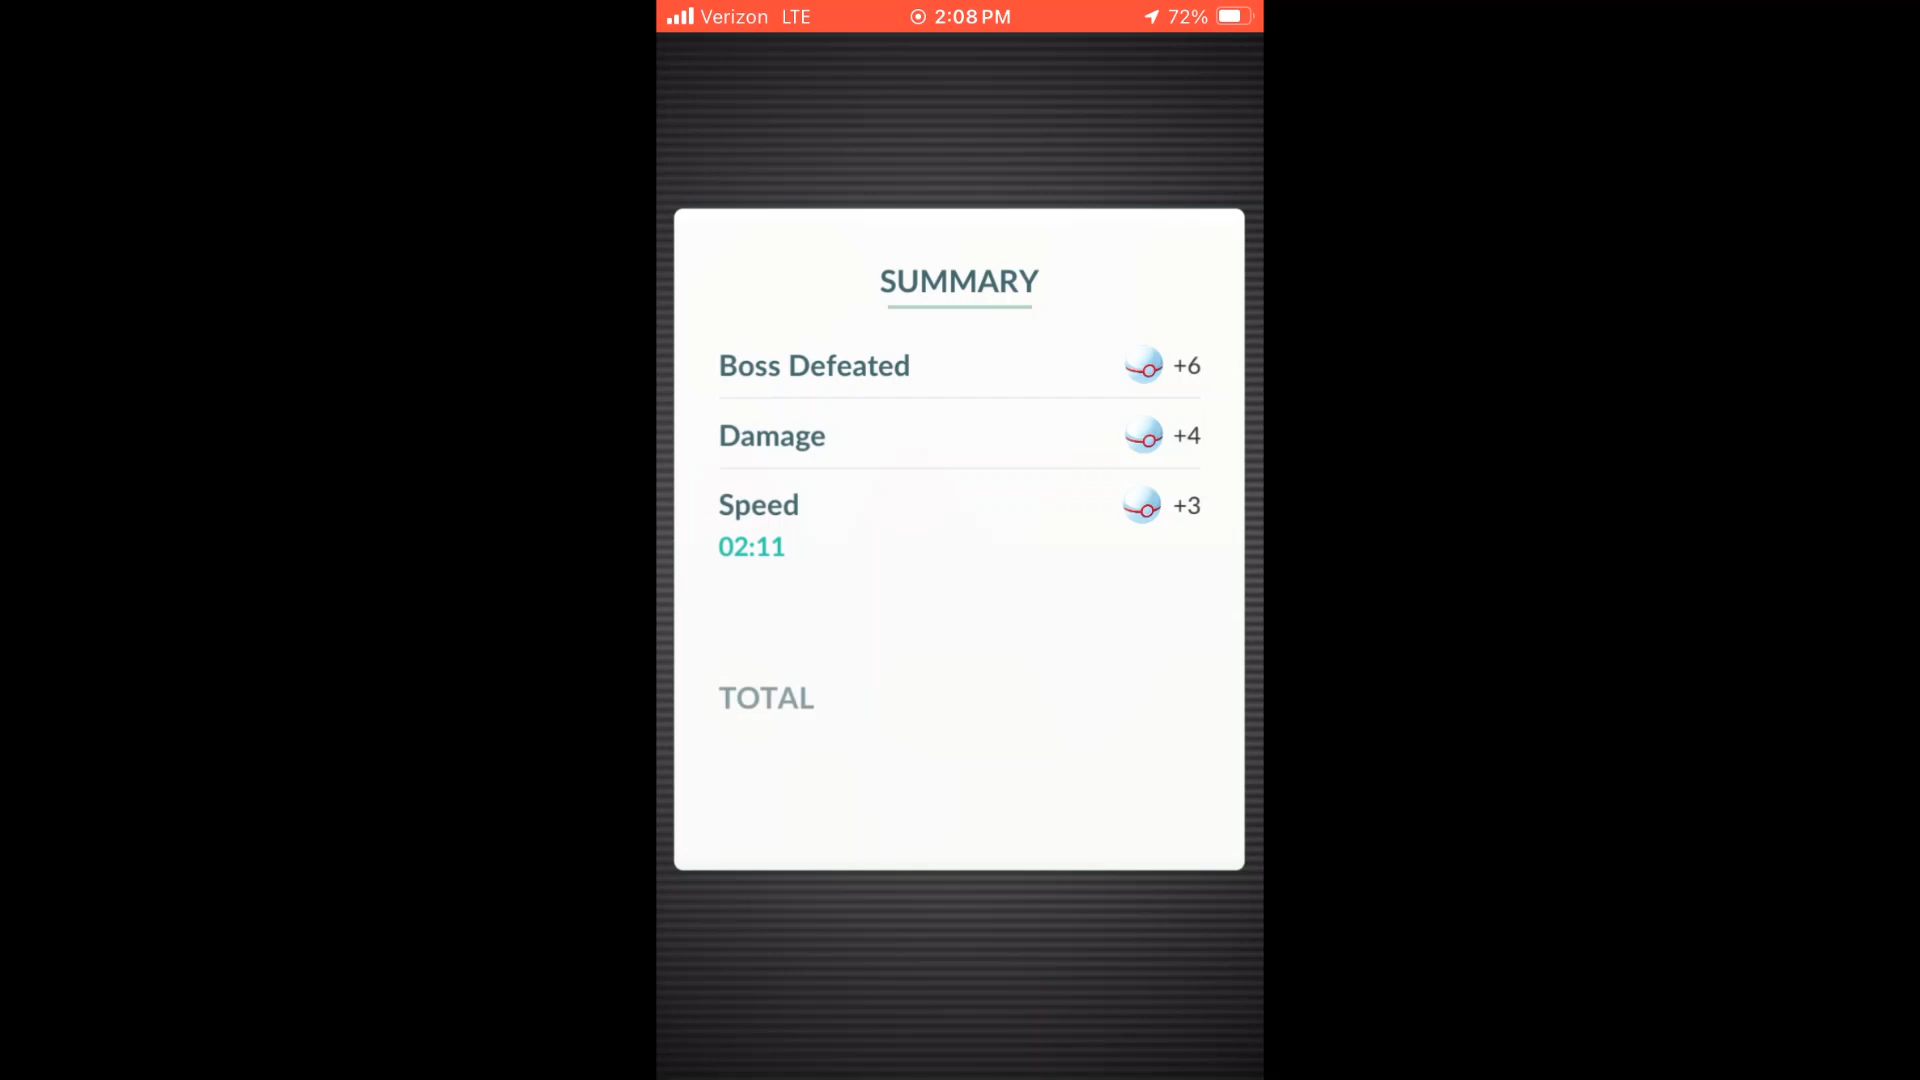 Verizon LTE 2:08 PM 72%
SUMMARY
Boss Defeated +6
Damage +4
Speed +3
02:11
TOTAL